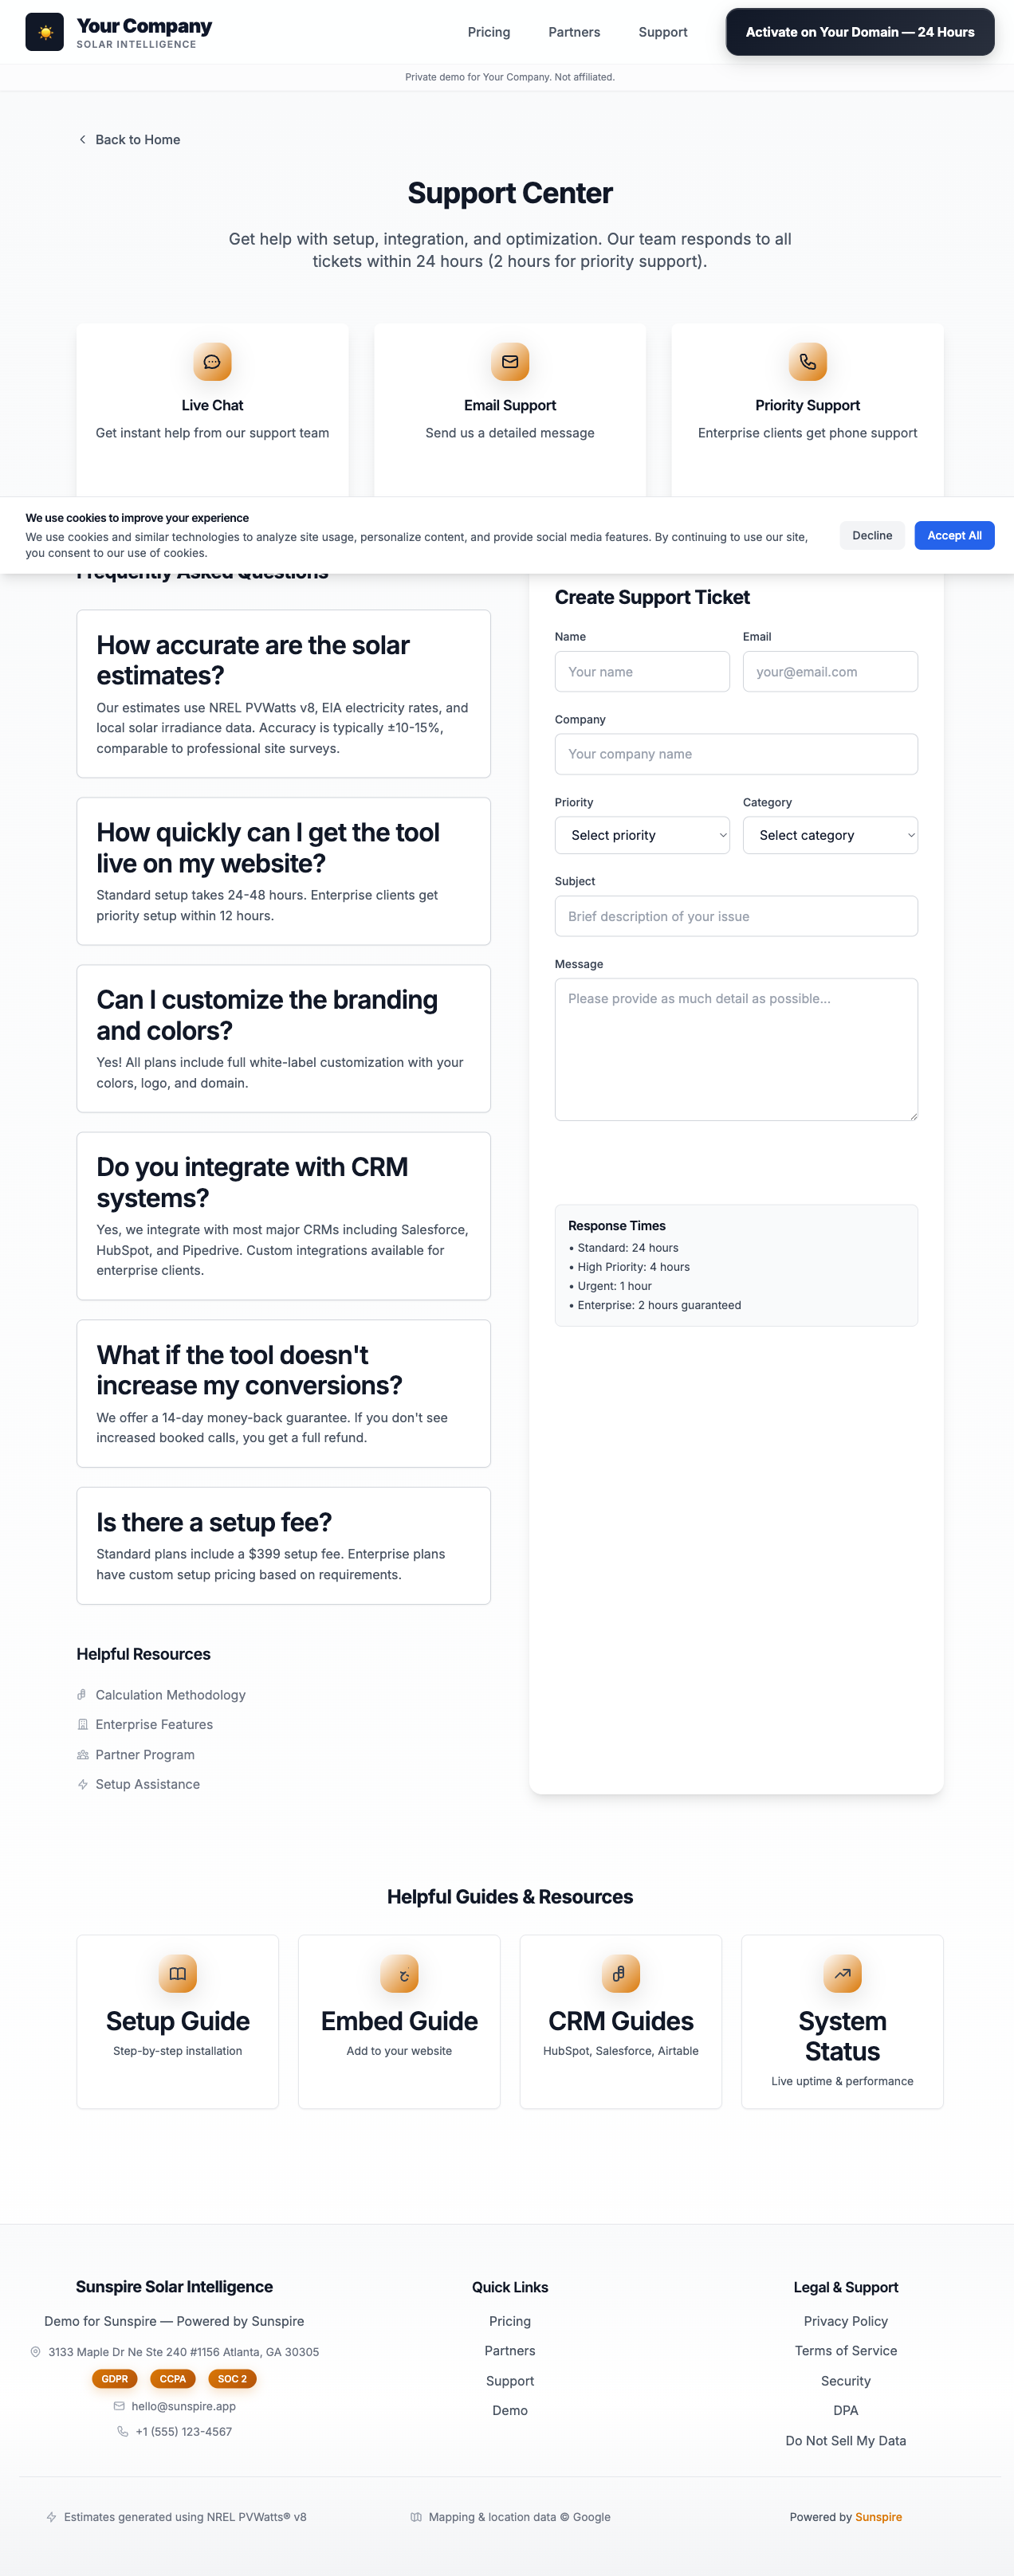 Your Company
SOLAR INTELLIGENCE
Pricing
Partners
Support
Activate on Your Domain — 24 Hours
Private demo for Your Company. Not affiliated.
Back to Home
Support Center
Get help with setup, integration, and optimization. Our team responds to all
tickets within 24 hours (2 hours for priority support).
Live Chat
Get instant help from our support team
Email Support
Send us a detailed message
Priority Support
Enterprise clients get phone support
We use cookies to improve your experience
We use cookies and similar technologies to analyze site usage, personalize content, and provide social media features. By continuing to use our site,
you consent to our use of cookies.
Decline
Accept All
Frequently Asked Questions
How accurate are the solar
estimates?
Our estimates use NREL PVWatts v8, EIA electricity rates, and
local solar irradiance data. Accuracy is typically ±10-15%,
comparable to professional site surveys.
How quickly can I get the tool
live on my website?
Standard setup takes 24-48 hours. Enterprise clients get
priority setup within 12 hours.
Can I customize the branding
and colors?
Yes! All plans include full white-label customization with your
colors, logo, and domain.
Do you integrate with CRM
systems?
Yes, we integrate with most major CRMs including Salesforce,
HubSpot, and Pipedrive. Custom integrations available for
enterprise clients.
What if the tool doesn't
increase my conversions?
We offer a 14-day money-back guarantee. If you don't see
increased booked calls, you get a full refund.
Is there a setup fee?
Standard plans include a $399 setup fee. Enterprise plans
have custom setup pricing based on requirements.
Helpful Resources
Calculation Methodology
Enterprise Features
Partner Program
Setup Assistance
Create Support Ticket
Name
Email
Your name
your@email.com
Company
Your company name
Priority
Category
Select priority
Select category
Subject
Brief description of your issue
Message
Please provide as much detail as possible...
Response Times
• Standard: 24 hours
• High Priority: 4 hours
• Urgent: 1 hour
• Enterprise: 2 hours guaranteed
Helpful Guides & Resources
Setup Guide
Step-by-step installation
Embed Guide
Add to your website
CRM Guides
HubSpot, Salesforce, Airtable
System
Status
Live uptime & performance
Sunspire Solar Intelligence
Demo for Sunspire — Powered by Sunspire
3133 Maple Dr Ne Ste 240 #1156 Atlanta, GA 30305
GDPR
CCPA
SOC 2
hello@sunspire.app
+1 (555) 123-4567
Quick Links
Pricing
Partners
Support
Demo
Legal & Support
Privacy Policy
Terms of Service
Security
DPA
Do Not Sell My Data
Estimates generated using NREL PVWatts® v8
Mapping & location data © Google
Powered by Sunspire